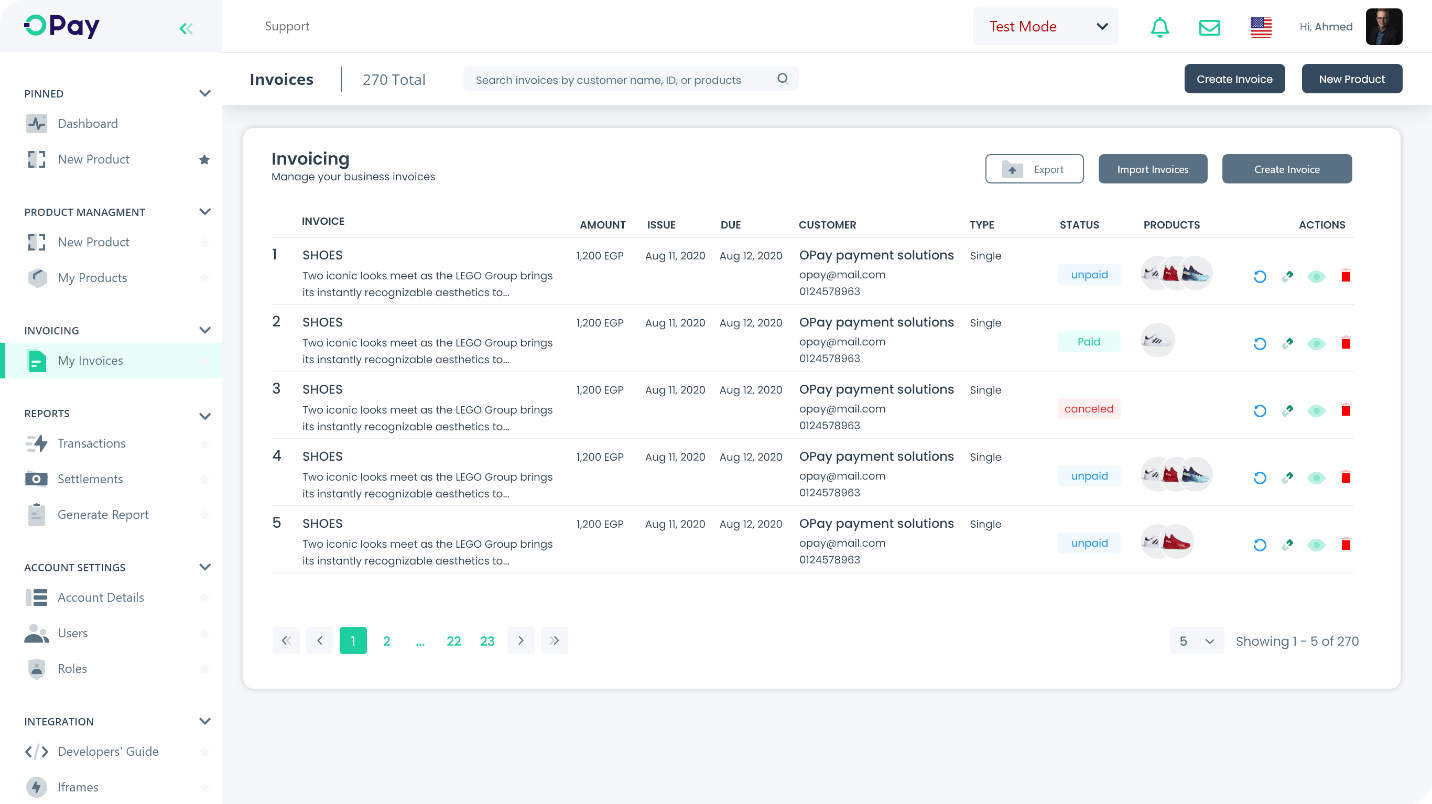 OPay
Support
Test Mode
Hi, Ahmed
Invoices
270 Total
Search invoices by customer name, ID, or products
Create Invoice
New Product
PINNED
Dashboard
New Product
PRODUCT MANAGMENT
New Product
My Products
INVOICING
My Invoices
REPORTS
Transactions
Settlements
Generate Report
ACCOUNT SETTINGS
Account Details
Users
Roles
INTEGRATION
Developers' Guide
Iframes
Invoicing
Manage your business invoices
Export
Import Invoices
Create Invoice
INVOICE AMOUNT ISSUE DUE CUSTOMER TYPE STATUS PRODUCTS ACTIONS
1 SHOES 1,200 EGP Aug 11, 2020 Aug 12, 2020 OPay payment solutions Single
Two iconic looks meet as the LEGO Group brings opay@mail.com unpaid
its instantly recognizable aesthetics to... 0124578963
2 SHOES 1,200 EGP Aug 11, 2020 Aug 12, 2020 OPay payment solutions Single
Two iconic looks meet as the LEGO Group brings opay@mail.com Paid
its instantly recognizable aesthetics to... 0124578963
3 SHOES 1,200 EGP Aug 11, 2020 Aug 12, 2020 OPay payment solutions Single
Two iconic looks meet as the LEGO Group brings opay@mail.com canceled
its instantly recognizable aesthetics to... 0124578963
4 SHOES 1,200 EGP Aug 11, 2020 Aug 12, 2020 OPay payment solutions Single
Two iconic looks meet as the LEGO Group brings opay@mail.com unpaid
its instantly recognizable aesthetics to... 0124578963
5 SHOES 1,200 EGP Aug 11, 2020 Aug 12, 2020 OPay payment solutions Single
Two iconic looks meet as the LEGO Group brings opay@mail.com unpaid
its instantly recognizable aesthetics to... 0124578963
1 2 ... 22 23
5 Showing 1 - 5 of 270